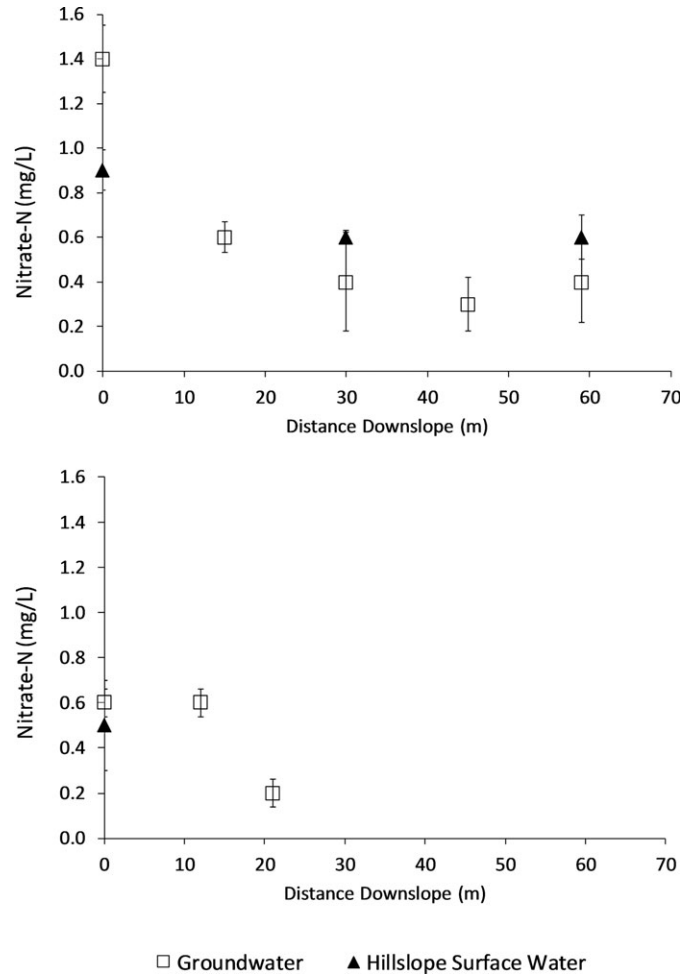 1.6
1.4
1.2
1.0
0.8
0.6
0.4
0.2
0.0
Nitrate-N (mg/L)
0 10 20 30 40 50 60 70
Distance Downslope (m)
1.6
1.4
1.2
1.0
0.8
0.6
0.4
0.2
0.0
Nitrate-N (mg/L)
0 10 20 30 40 50 60 70
Distance Downslope (m)
Groundwater Hillslope Surface Water